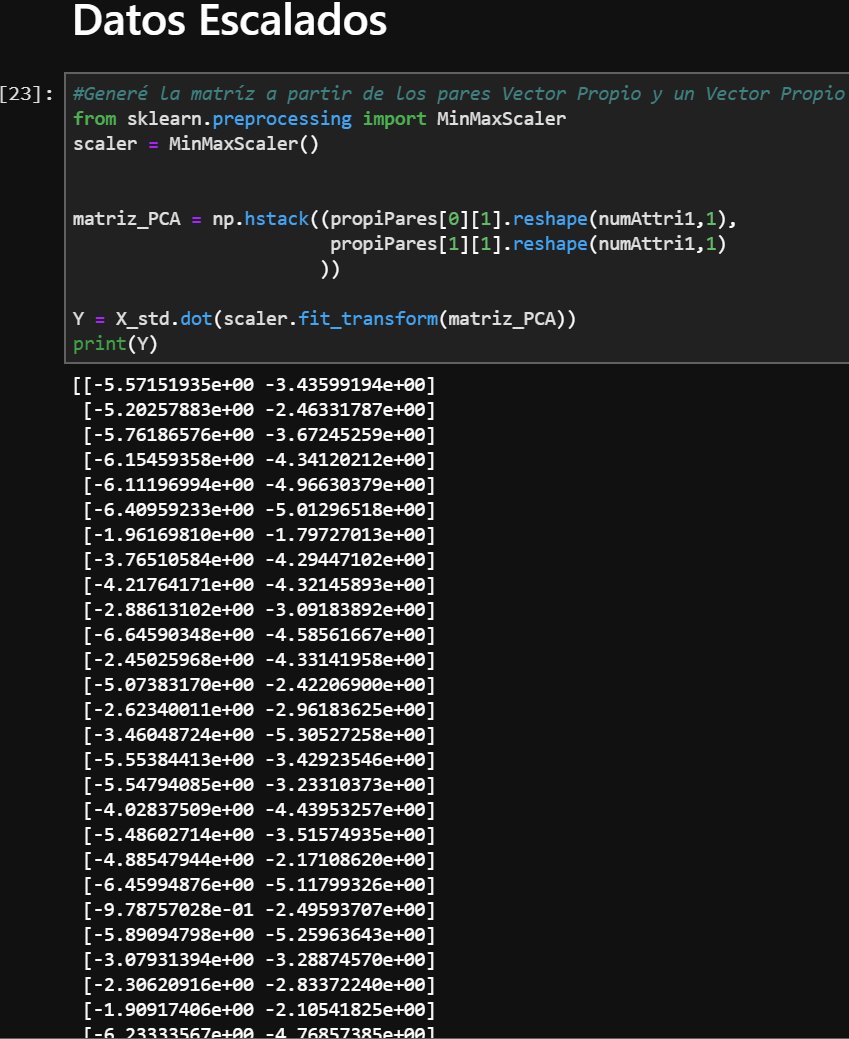 Datos Escalados
[23]: #Generé la matríz a partir de los pares Vector Propio y un Vector Propio
from sklearn.preprocessing import MinMaxScaler
scaler = MinMaxScaler()
matriz_PCA = np.hstack((propiPares[0][1].reshape(numAttri1,1),
propiPares[1][1].reshape(numAttri1,1)
))
Y = X_std.dot(scaler.fit_transform(matriz_PCA))
print(Y)
[[-5.57151935e+00 -3.43599194e+00]
[-5.20257883e+00 -2.46331787e+00]
[-5.76186576e+00 -3.67245259e+00]
[-6.15459358e+00 -4.34120212e+00]
[-6.11196994e+00 -4.96630379e+00]
[-6.40959233e+00 -5.01296518e+00]
[-1.96169810e+00 -1.79727013e+00]
[-3.76510584e+00 -4.29447102e+00]
[-4.21764171e+00 -4.32145893e+00]
[-2.88613102e+00 -3.09183892e+00]
[-6.64590348e+00 -4.58561667e+00]
[-2.45025968e+00 -4.33141958e+00]
[-5.07383170e+00 -2.42206900e+00]
[-2.62340011e+00 -2.96183625e+00]
[-3.46048724e+00 -5.30527258e+00]
[-5.55384413e+00 -3.42923546e+00]
[-5.54794085e+00 -3.23310373e+00]
[-4.02837509e+00 -4.43953257e+00]
[-5.48602714e+00 -3.51574935e+00]
[-4.88547944e+00 -2.17108620e+00]
[-6.45994876e+00 -5.11799326e+00]
[-9.78757028e-01 -2.49593707e+00]
[-5.89094798e+00 -5.25963643e+00]
[-3.07931394e+00 -3.28874570e+00]
[-2.30620916e+00 -2.83372240e+00]
[-1.90917406e+00 -2.10541825e+00]
[-6.23333567e+00 -4.76857385e+00]